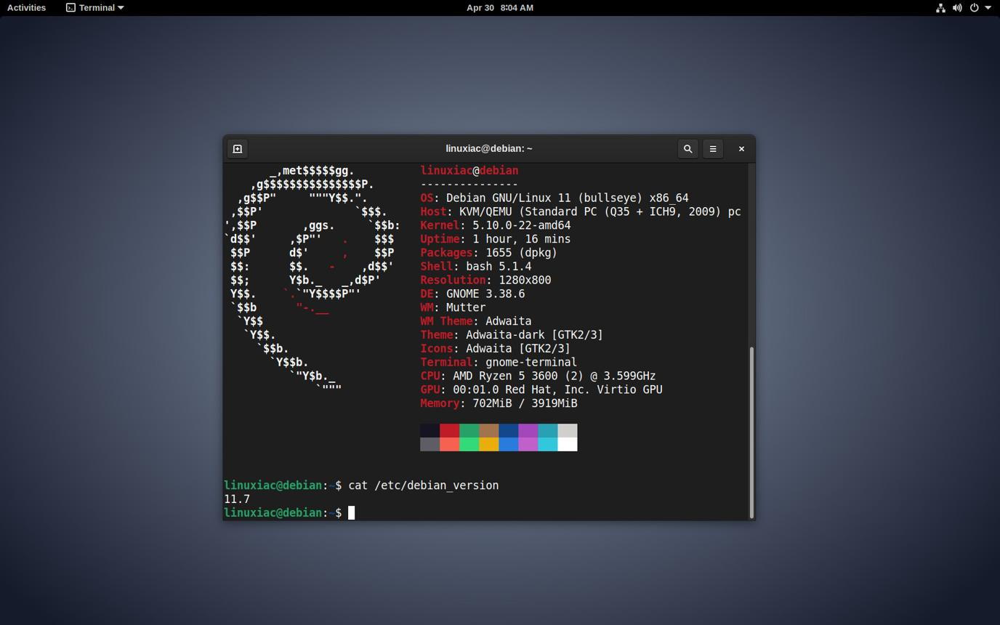 Activities Terminal Apr 30 8:04 AM
linuxiac@debian: ~
       _,met$$$$$gg.          linuxiac@debian
    ,g$$$$$$$$$$$$$$$P.       ---------------
  ,g$$P"     """Y$$.".        OS: Debian GNU/Linux 11 (bullseye) x86_64
 ,$$P'              `$$$.     Host: KVM/QEMU (Standard PC (Q35 + ICH9, 2009) pc
',$$P       ,ggs.     `$$b:   Kernel: 5.10.0-22-amd64
`d$$'     ,$P"'   .    $$$    Uptime: 1 hour, 16 mins
 $$P      d$'     ,    $$P    Packages: 1655 (dpkg)
 $$:      $$.   -    ,d$$'    Shell: bash 5.1.4
 $$;      Y$b._   _,d$P'      Resolution: 1280x800
 Y$$.    `.`"Y$$$$P"'         DE: GNOME 3.38.6
 `$$b      "-.__              WM: Mutter
  `Y$$                        WM Theme: Adwaita
   `Y$$.                      Theme: Adwaita-dark [GTK2/3]
     `$$b.                    Icons: Adwaita [GTK2/3]
       `Y$$b.                 Terminal: gnome-terminal
          `"Y$b._             CPU: AMD Ryzen 5 3600 (2) @ 3.599GHz
              `"""            GPU: 00:01.0 Red Hat, Inc. Virtio GPU
                              Memory: 702MiB / 3919MiB
linuxiac@debian:~$ cat /etc/debian_version
11.7
linuxiac@debian:~$